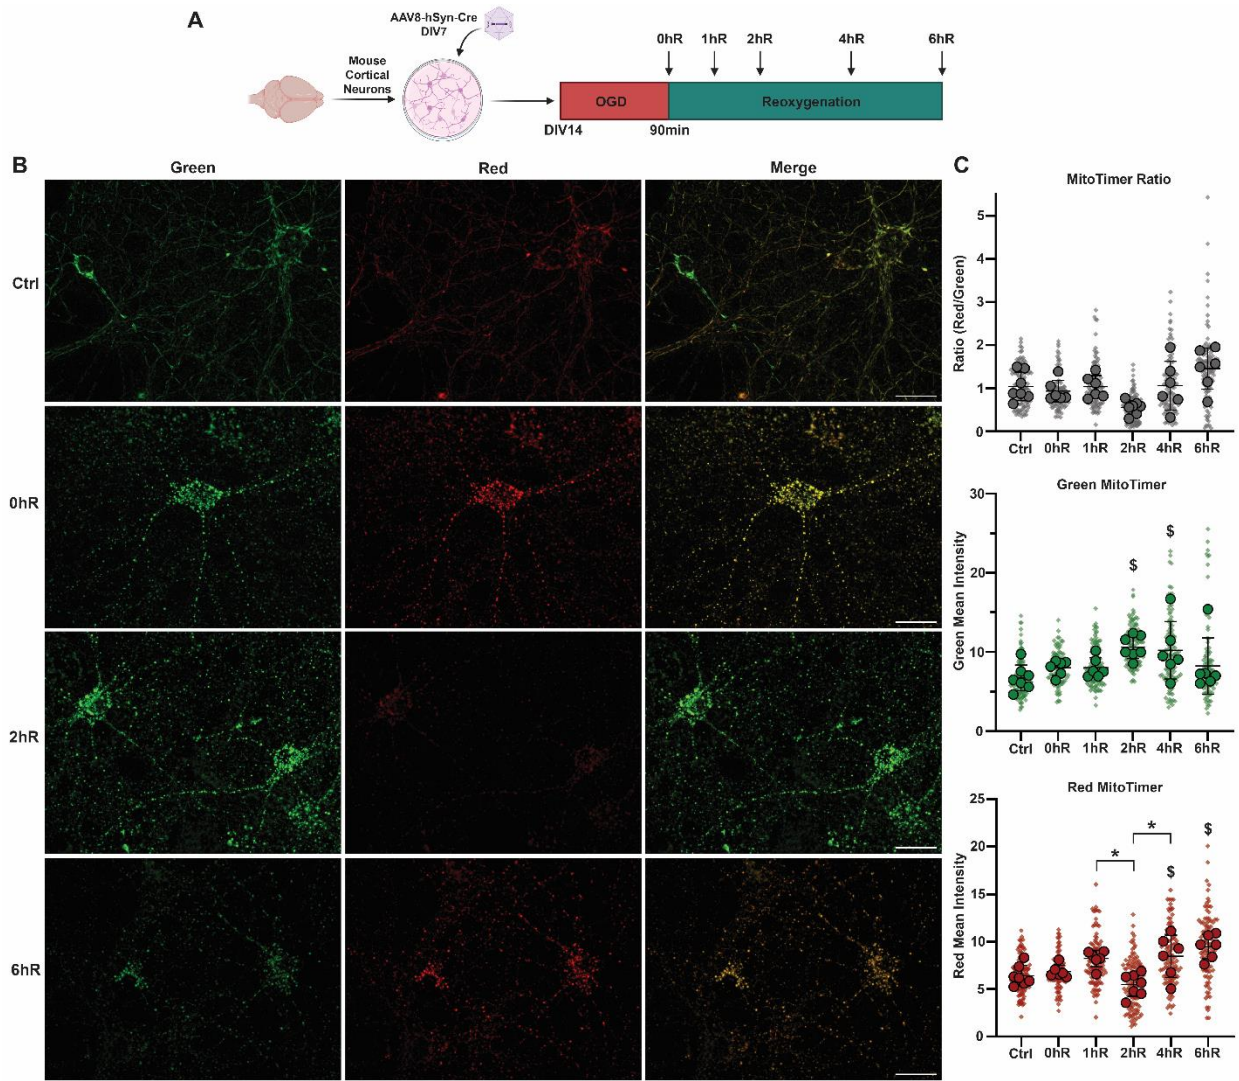 A
AAV8-hSyn-Cre
DIV7
Mouse
Cortical
Neurons
0hR 1hR 2hR 4hR 6hR
OGD Reoxygenation
DIV14 90min
B
Green Red Merge
Ctrl
0hR
2hR
6hR
C
MitoTimer Ratio
Ratio (Red/Green)
5
4
3
2
1
0
Ctrl 0hR 1hR 2hR 4hR 6hR
Green MitoTimer
Green Mean Intensity
30
20
10
0
$ $
Ctrl 0hR 1hR 2hR 4hR 6hR
Red MitoTimer
Red Mean Intensity
25
20
15
10
5
0
* * $ $
Ctrl 0hR 1hR 2hR 4hR 6hR